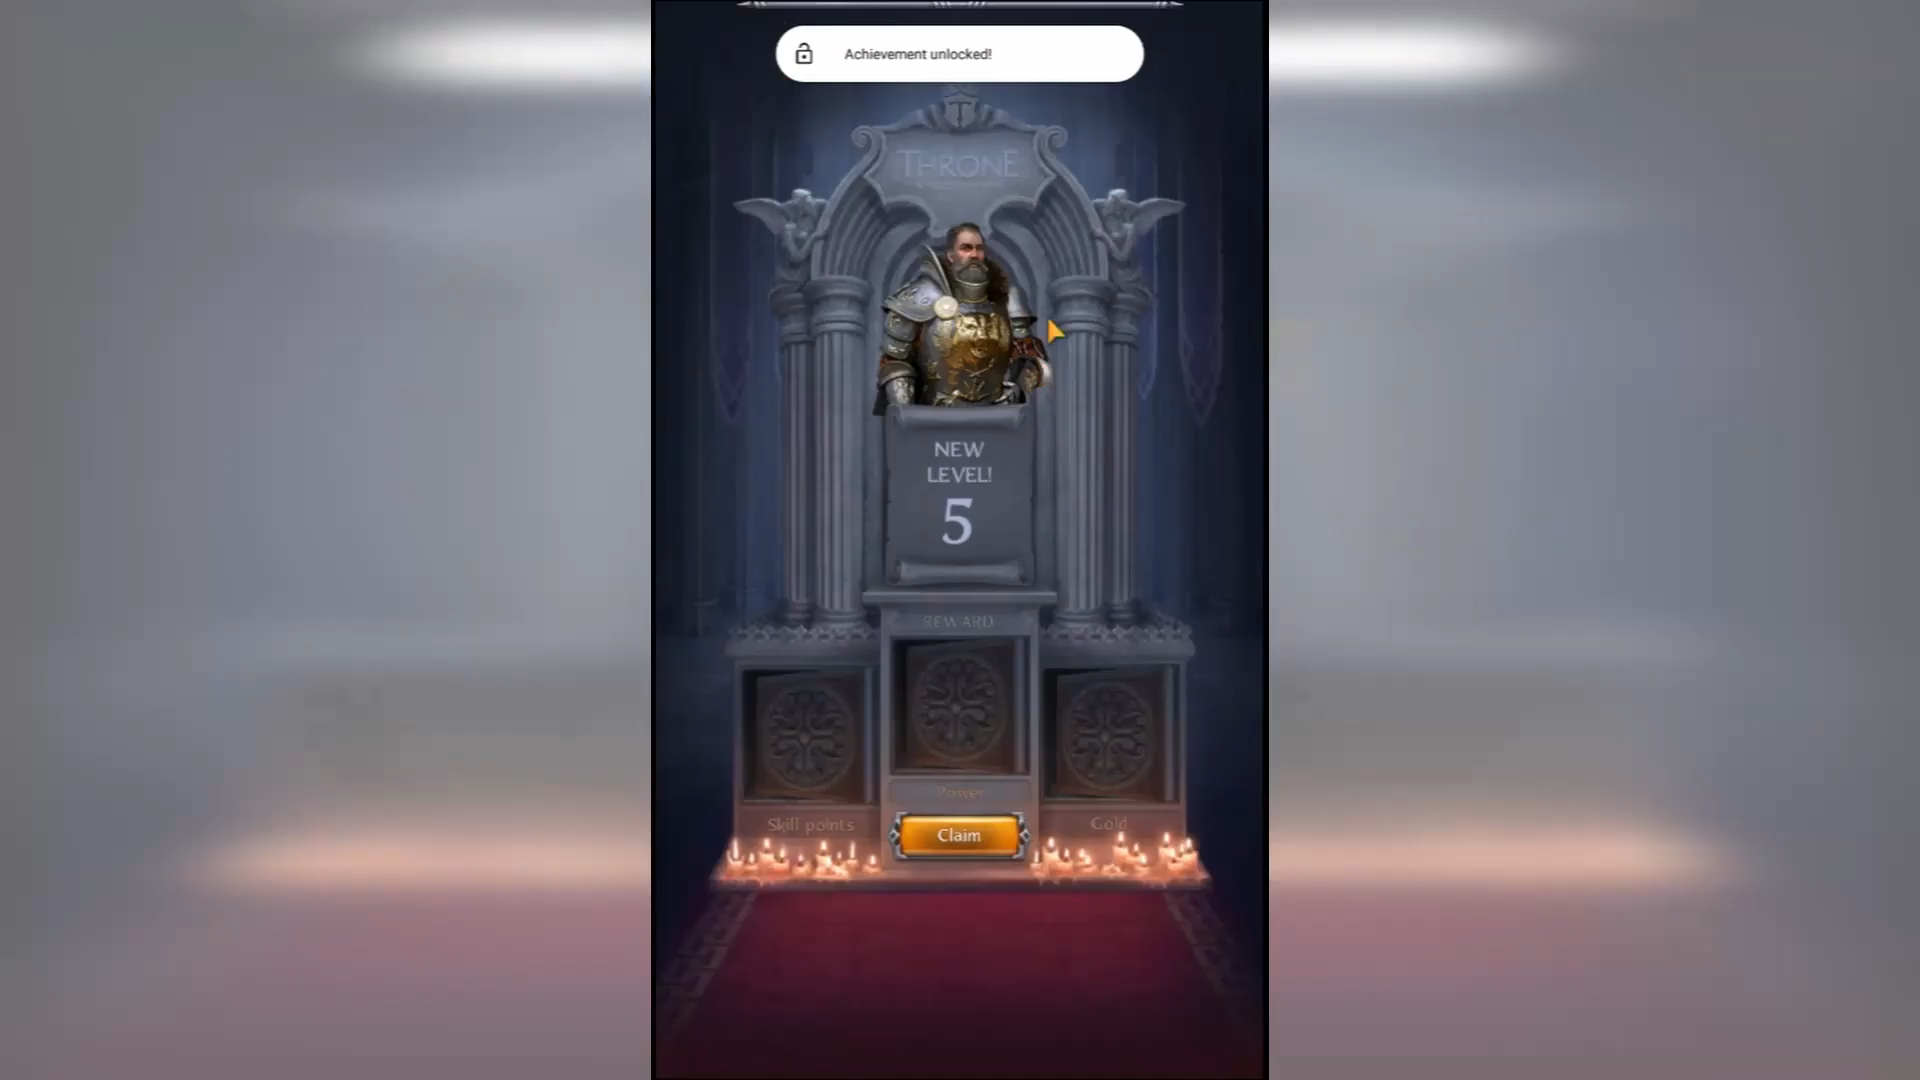 Achievement unlocked!
THRONE
NEW
LEVEL!
5
REWARD
Power
Skill points
Claim
Gold